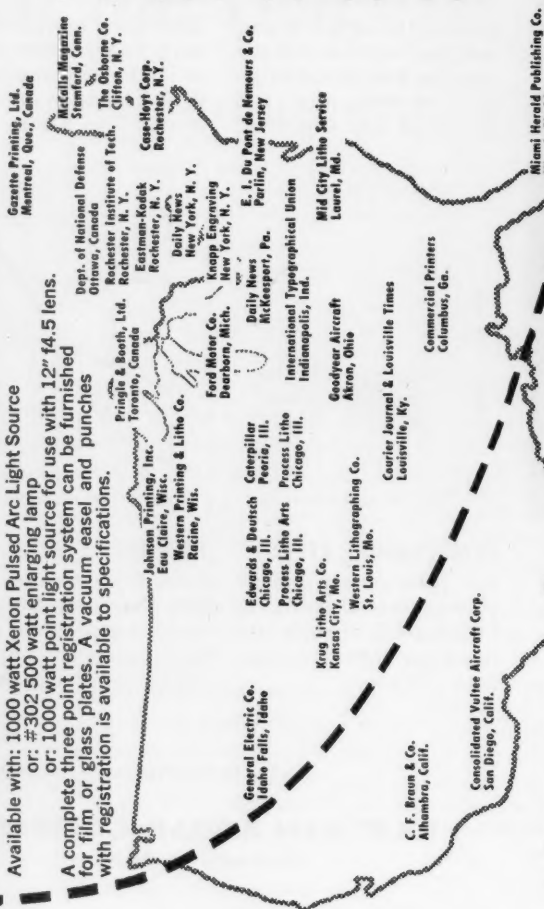 Available with: 1000 watt Xenon Pulsed Arc Light Source
or: #302 500 watt enlarging lamp
or: 1000 watt point light source for use with 12" f4.5 lens.
A complete three point registration system can be furnished
for film or glass plates. A vacuum easel and punches
with registration is available to specifications.
Gazette Printing, Ltd.
Montreal, Que., Canada
McCalls Magazine
Stamford, Conn.
The Osborne Co.
Clifton, N. Y.
Case-Hoyt Corp.
Rochester, N.Y.
Dept. of National Defense
Ottawa, Canada
Rochester Institute of Tech.
Rochester, N. Y.
Eastman-Kodak
Rochester, N. Y.
Daily News
New York, N. Y.
Knapp Engraving
New York, N. Y.
Pringle & Booth, Ltd.
Toronto, Canada
Johnson Printing, Inc.
Eau Claire, Wisc.
Western Printing & Litho Co.
Racine, Wis.
Ford Motor Co.
Dearborn, Mich.
E. I. Du Pont de Nemours & Co.
Parlin, New Jersey
Daily News
McKeesport, Pa.
Mid City Litho Service
Laurel, Md.
International Typographical Union
Indianapolis, Ind.
Goodyear Aircraft
Akron, Ohio
Caterpillar
Peoria, Ill.
Edwards & Deutsch
Chicago, Ill.
Process Litho
Chicago, Ill.
Process Litho Arts
Chicago, Ill.
General Electric Co.
Idaho Falls, Idaho
Krug Litho Arts Co.
Kansas City, Mo.
Western Lithographing Co.
St. Louis, Mo.
Courier Journal & Louisville Times
Louisville, Ky.
Commercial Printers
Columbus, Ga.
C. F. Braun & Co.
Alhambra, Calif.
Consolidated Vultee Aircraft Corp.
San Diego, Calif.
Miami Herald Publishing Co.